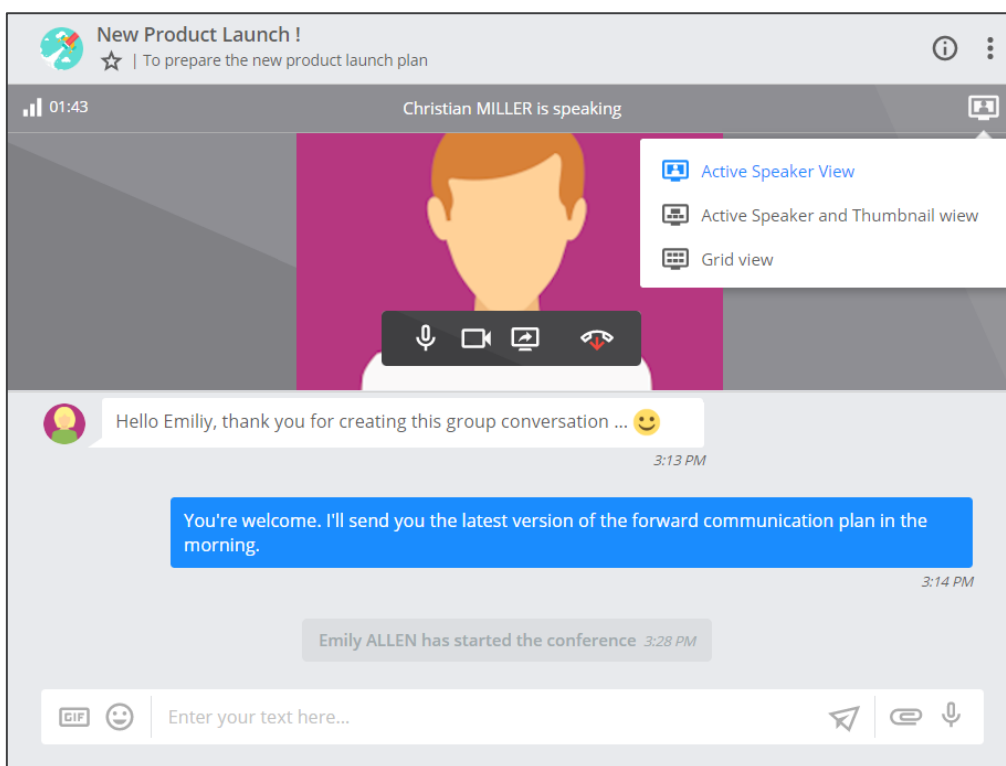 New Product Launch !
| To prepare the new product launch plan
01:43
Christian MILLER is speaking
Active Speaker View
Active Speaker and Thumbnail wiew
Grid view
Hello Emiliy, thank you for creating this group conversation ...
3:13 PM
You're welcome. I'll send you the latest version of the forward communication plan in the
morning.
3:14 PM
Emily ALLEN has started the conference 3:28 PM
GIF
Enter your text here...